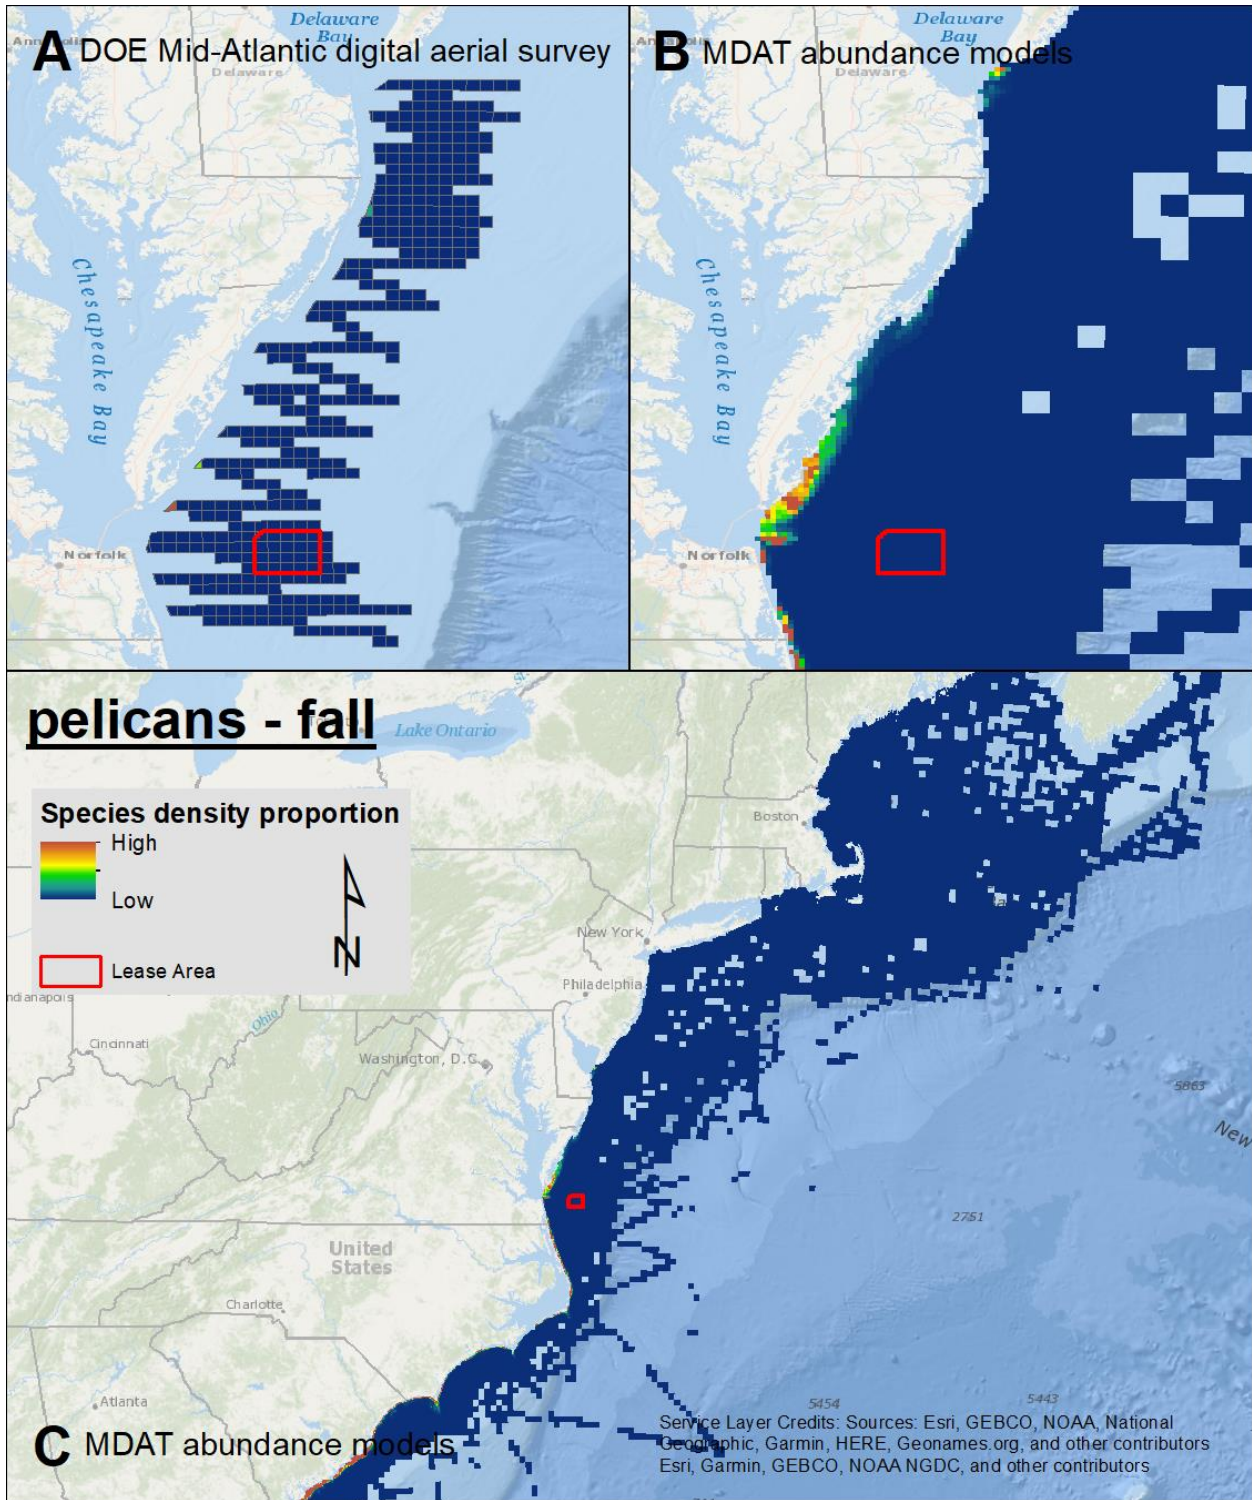 Delaware
Bay
A DOE Mid-Atlantic digital aerial survey
Delaware
Chesapeake Bay
Norfolk
Delaware
Bay
B MDAT abundance models
Delaware
Chesapeake Bay
Norfolk
pelicans - fall
Lake Ontario
Species density proportion
High
Low
N
Lease Area
Boston
New York
Philadelphia
ndianapolis
Ohio
Cincinnati
Washington, D.C.
5863
New
2751
United
States
Charlotte
Atlanta
5454
5443
Service Layer Credits: Sources: Esri, GEBCO, NOAA, National
Geographic, Garmin, HERE, Geonames.org, and other contributors
Esri, Garmin, GEBCO, NOAA NGDC, and other contributors
C MDAT abundance models